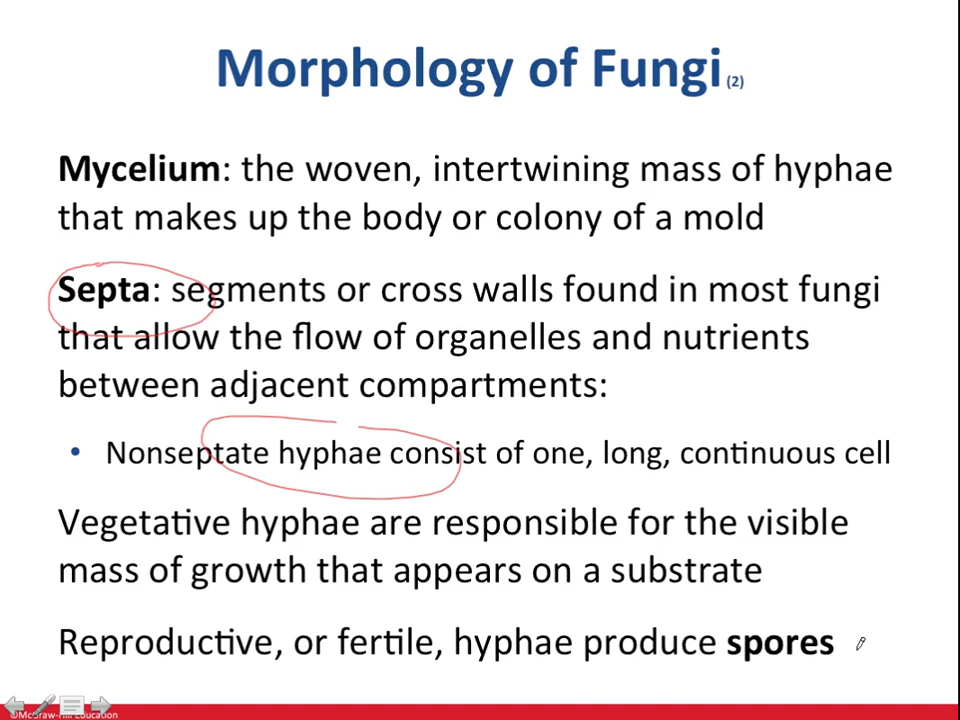 Morphology of Fungi (2)
Mycelium: the woven, intertwining mass of hyphae
that makes up the body or colony of a mold
Septa: segments or cross walls found in most fungi
that allow the flow of organelles and nutrients
between adjacent compartments:
• Nonseptate hyphae consist of one, long, continuous cell
Vegetative hyphae are responsible for the visible
mass of growth that appears on a substrate
Reproductive, or fertile, hyphae produce spores
©McGraw-Hill Education